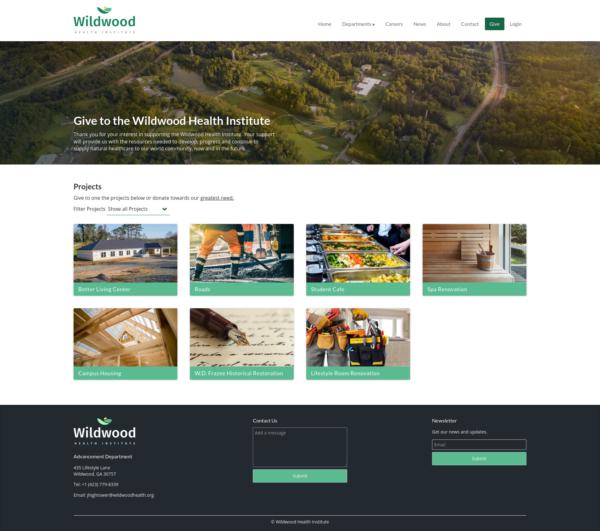 Wildwood
HEALTH INSTITUTE
Home Departments Careers News About Contact Give Login
Give to the Wildwood Health Institute
Thank you for your interest in supporting the Wildwood Health Institute. Your support
will provide us with the resources needed to develop, progress and continue to
supply natural healthcare to our world community, now and in the future.
Projects
Give to one the projects below or donate towards our greatest need.
Filter Projects Show all Projects
Better Living Center
Roads
Student Cafe
Spa Renovation
Campus Housing
W.D. Frazee Historical Restoration
Lifestyle Room Renovation
Wildwood
HEALTH INSTITUTE
Advancement Department
435 Lifestyle Lane
Wildwood, GA 30757
Tel: +1 (423) 779-8339
Email: jhightower@wildwoodhealth.org
Contact Us
Add a message
Submit
Newsletter
Get our news and updates.
Email
Submit
© Wildwood Health Institute